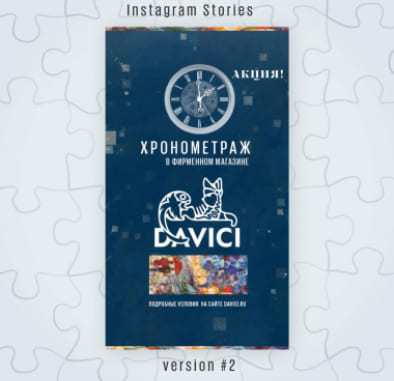 Instagram Stories
АКЦИЯ!
ХРОНОМЕТРАЖ
В ФИРМЕННОМ МАГАЗИНЕ
DAVICI
ПОДРОБНЫЕ УСЛОВИЯ НА САЙТЕ DAVICI.RU
version #2